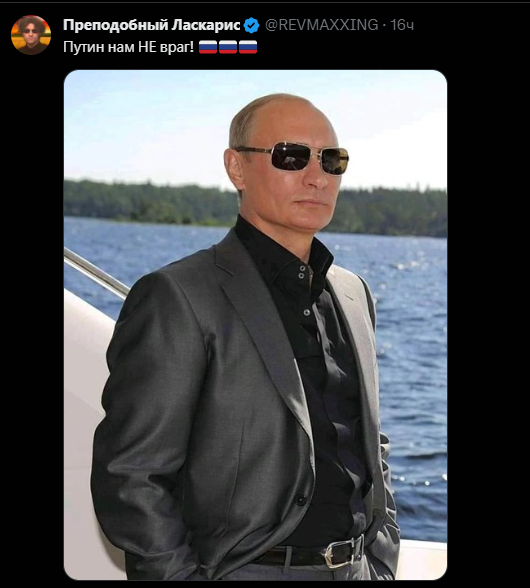 Преподобный Ласкарис @REVMAXXING · 16ч
Путин нам НЕ враг! 🇷🇺🇷🇺🇷🇺